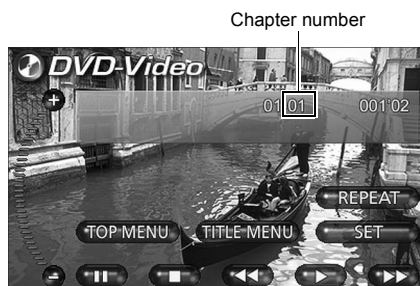 Chapter number
DVD-Video
01 01 001'02
REPEAT
TOP MENU TITLE MENU SET